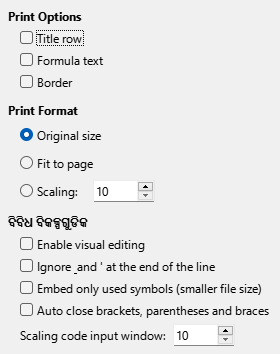 Print Options
Title row
Formula text
Border
Print Format
Original size
Fit to page
Scaling: 10
ବିବିଧ ବିକଳ୍ପଗୁଡିକ
Enable visual editing
Ignore _and ' at the end of the line
Embed only used symbols (smaller file size)
Auto close brackets, parentheses and braces
Scaling code input window: 10